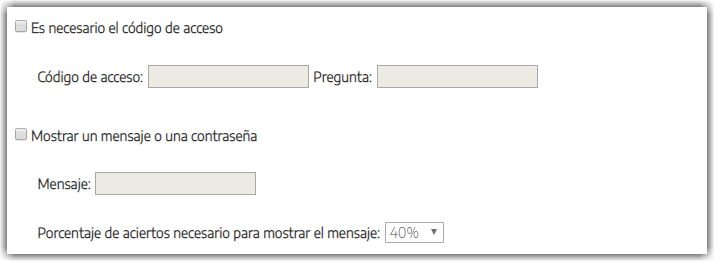 Es necesario el código de acceso
Código de acceso: Pregunta:
Mostrar un mensaje o una contraseña
Mensaje:
Porcentaje de aciertos necesario para mostrar el mensaje: 40%